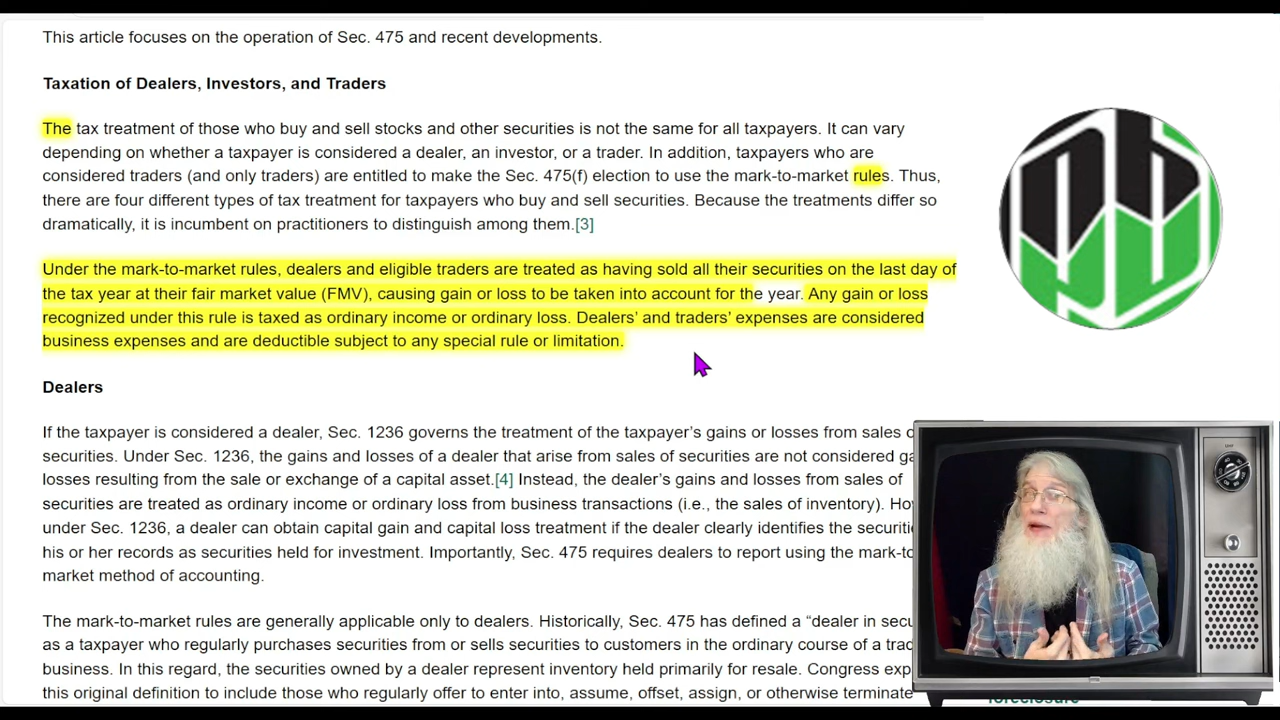 This article focuses on the operation of Sec. 475 and recent developments.
Taxation of Dealers, Investors, and Traders
The tax treatment of those who buy and sell stocks and other securities is not the same for all taxpayers. It can vary
depending on whether a taxpayer is considered a dealer, an investor, or a trader. In addition, taxpayers who are
considered traders (and only traders) are entitled to make the Sec. 475(f) election to use the mark-to-market rules. Thus,
there are four different types of tax treatment for taxpayers who buy and sell securities. Because the treatments differ so
dramatically, it is incumbent on practitioners to distinguish among them.[3]
Under the mark-to-market rules, dealers and eligible traders are treated as having sold all their securities on the last day of
the tax year at their fair market value (FMV), causing gain or loss to be taken into account for the year. Any gain or loss
recognized under this rule is taxed as ordinary income or ordinary loss. Dealers’ and traders’ expenses are considered
business expenses and are deductible subject to any special rule or limitation.
Dealers
If the taxpayer is considered a dealer, Sec. 1236 governs the treatment of the taxpayer’s gains or losses from sales
securities. Under Sec. 1236, the gains and losses of a dealer that arise from sales of securities are not considered
losses resulting from the sale or exchange of a capital asset.[4] Instead, the dealer’s gains and losses from sales of
securities are treated as ordinary income or ordinary loss from business transactions (i.e., the sales of inventory).
under Sec. 1236, a dealer can obtain capital gain and capital loss treatment if the dealer clearly identifies the
his or her records as securities held for investment. Importantly, Sec. 475 requires dealers to report using the
market method of accounting.
The mark-to-market rules are generally applicable only to dealers. Historically, Sec. 475 has defined a “dealer in
as a taxpayer who regularly purchases securities from or sells securities to customers in the ordinary course of a
business. In this regard, the securities owned by a dealer represent inventory held primarily for resale. Congress
this original definition to include those who regularly offer to enter into, assume, offset, assign, or otherwise terminate